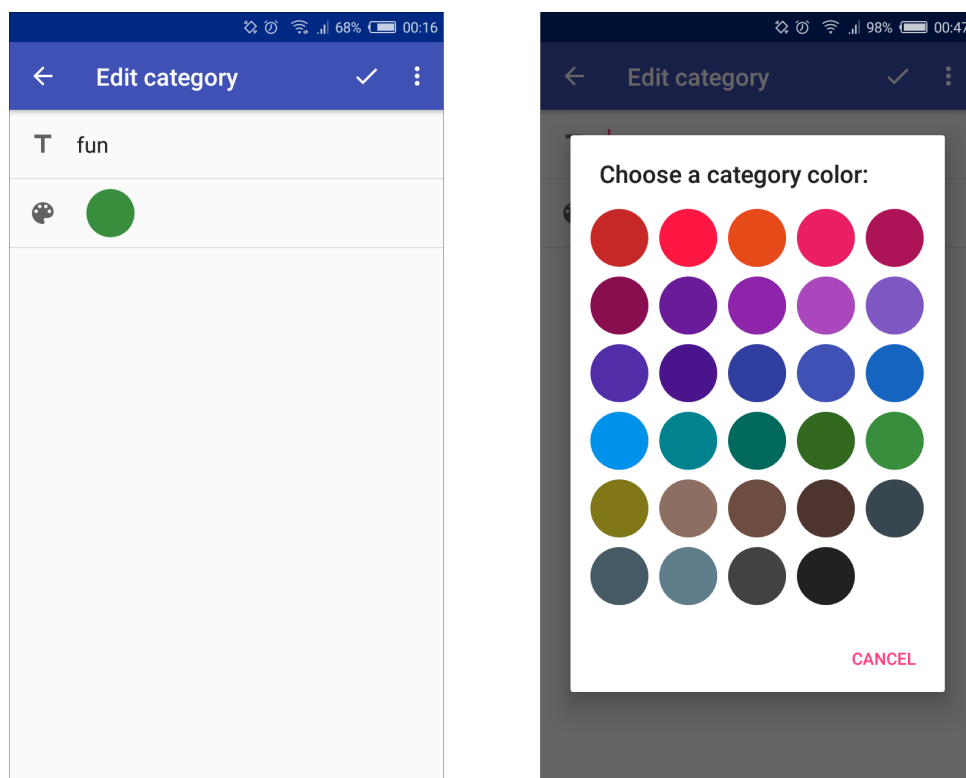 68% 00:16
Edit category
fun
98% 00:47
Edit category
Choose a category color:
CANCEL